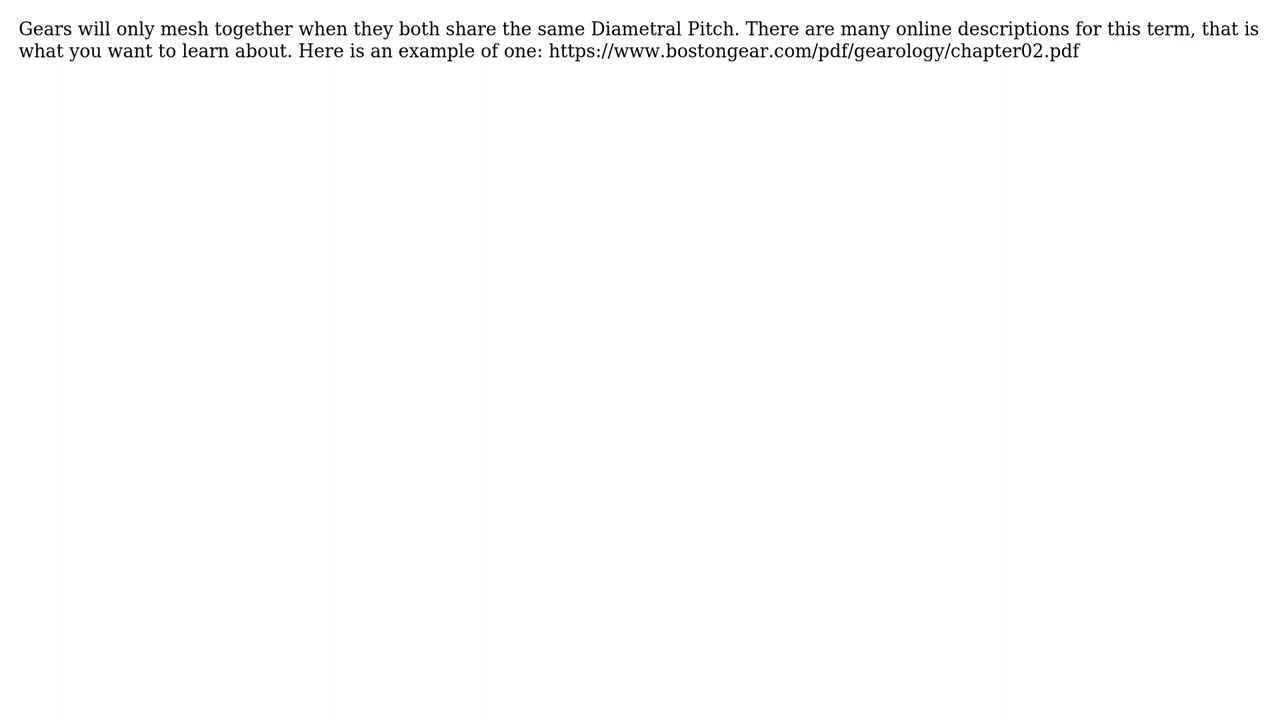 Gears will only mesh together when they both share the same Diametral Pitch. There are many online descriptions for this term, that is
what you want to learn about. Here is an example of one: https://www.bostongear.com/pdf/gearology/chapter02.pdf